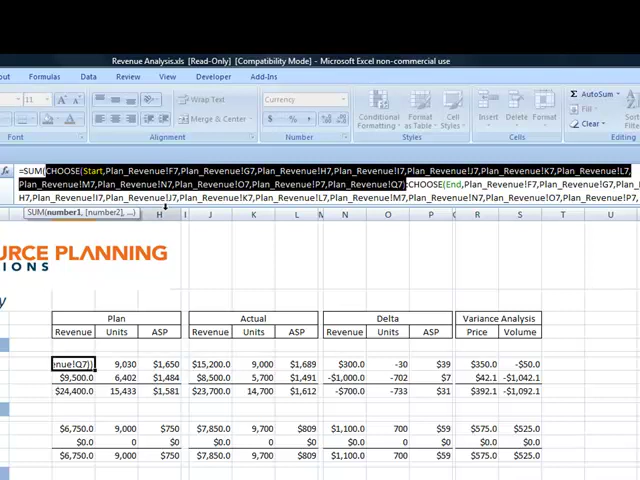 Revenue Analysis.xls [Read-Only] [Compatibility Mode] - Microsoft Excel non-commercial use
out Formulas Data Review View Developer Add-Ins
11 A A Wrap Text Currency Conditional Formatting Format as Table Cell Styles Insert Delete Format Σ AutoSum
Merge & Center $ % , Fill
Clear
Font Alignment Number Styles Cells
=SUM(CHOOSE(Start,Plan_Revenue!F7,Plan_Revenue!G7,Plan_Revenue!H7,Plan_Revenue!I7,Plan_Revenue!J7,Plan_Revenue!K7,Plan_Revenue!L7,
Plan_Revenue!M7,Plan_Revenue!N7,Plan_Revenue!O7,Plan_Revenue!P7,Plan_Revenue!Q7):CHOOSE(End,Plan_Revenue!F7,Plan_Revenue!G7,Plan_Revenue!
H7,Plan_Revenue!I7,Plan_Revenue!J7,Plan_Revenue!K7,Plan_Revenue!L7,Plan_Revenue!M7,Plan_Revenue!N7,Plan_Revenue!O7,Plan_Revenue!P7,
SUM(number1, [number2], ...) H I J K L M N O P Q R S T U
URCE PLANNING
IONS
y
Plan Actual Delta Variance Analysis
Revenue Units ASP Revenue Units ASP Revenue Units ASP Price Volume
enue!Q7)) 9,030 $1,650 $15,200.0 9,000 $1,689 $300.0 -30 $39 $350.0 -$50.0
$9,500.0 6,402 $1,484 $8,500.0 5,700 $1,491 -$1,000.0 -702 $7 $42.1 -$1,042.1
$24,400.0 15,433 $1,581 $23,700.0 14,700 $1,612 -$700.0 -733 $31 $392.1 -$1,092.1
$6,750.0 9,000 $750 $7,850.0 9,700 $809 $1,100.0 700 $59 $575.0 $525.0
$0.0 0 $0 $0.0 0 $0 $0.0 0 $0 $0.0 $0.0
$6,750.0 9,000 $750 $7,850.0 9,700 $809 $1,100.0 700 $59 $575.0 $525.0